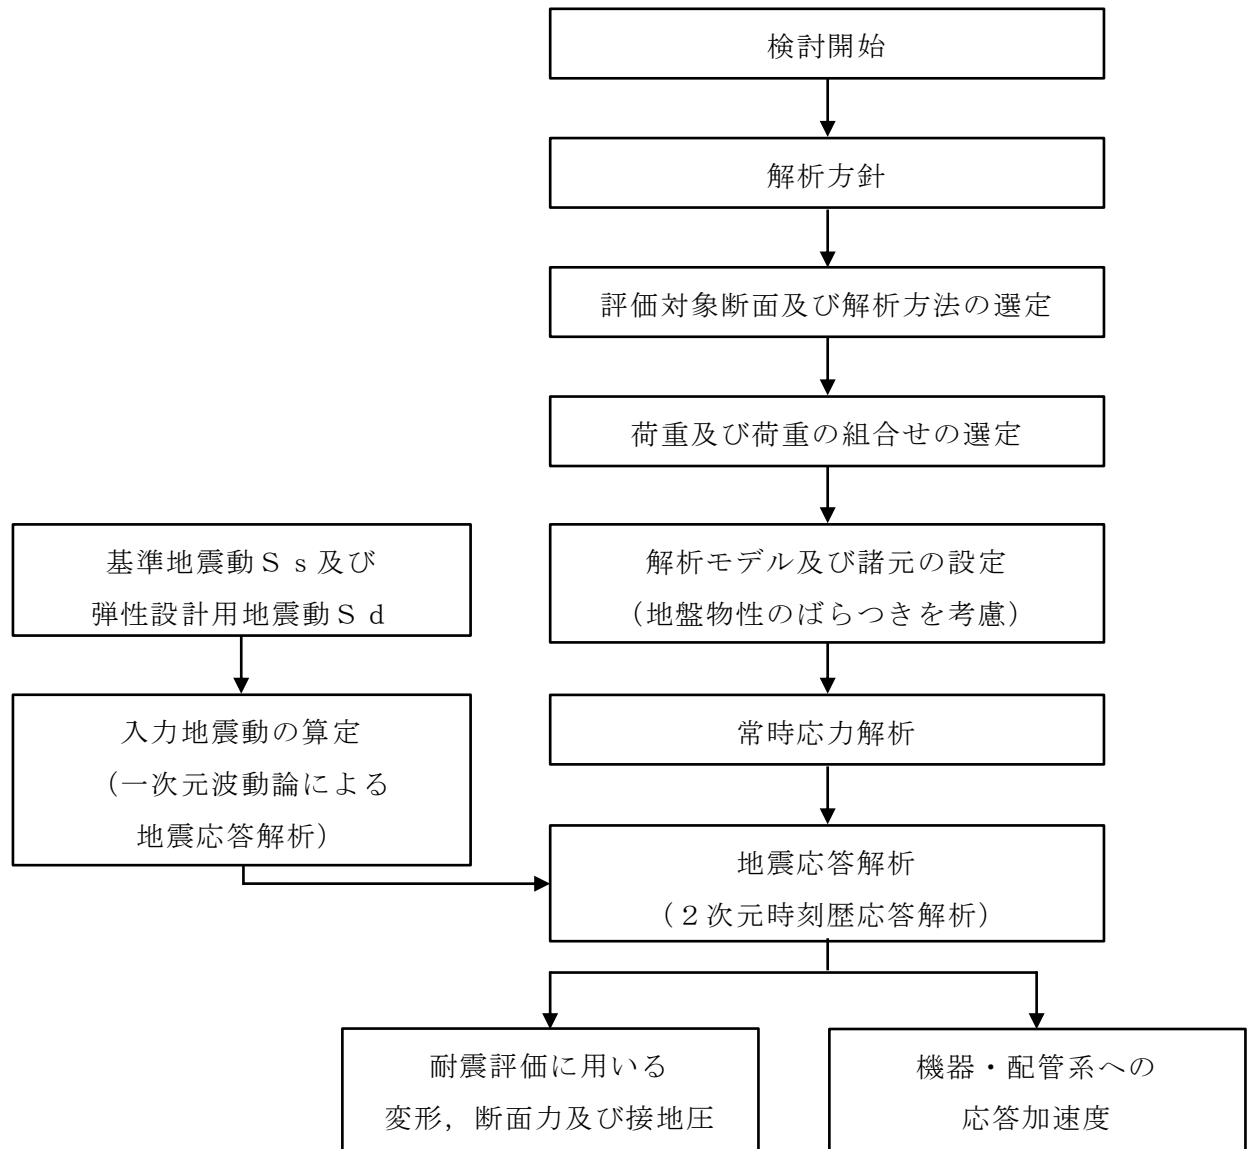 検討開始
解析方針
評価対象断面及び解析方法の選定
荷重及び荷重の組合せの選定
基準地震動Ｓｓ及び
弾性設計用地震動Ｓｄ
解析モデル及び諸元の設定
（地盤物性のばらつきを考慮）
入力地震動の算定
（一次元波動論による
地震応答解析）
常時応力解析
地震応答解析
（２次元時刻歴応答解析）
耐震評価に用いる
変形，断面力及び接地圧
機器・配管系への
応答加速度